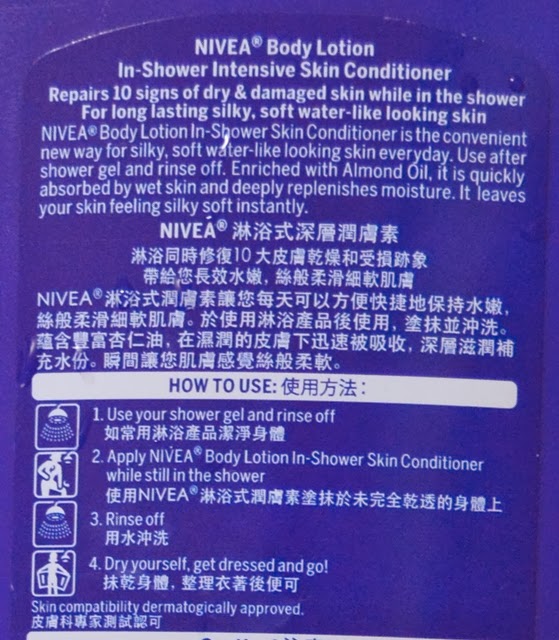 NIVEA® Body Lotion
In-Shower Intensive Skin Conditioner
Repairs 10 signs of dry & damaged skin while in the shower
For long lasting silky, soft water-like looking skin
NIVEA® Body Lotion In-Shower Skin Conditioner is the convenient
new way for silky, soft water-like looking skin everyday. Use after
shower gel and rinse off. Enriched with Almond Oil, it is quickly
absorbed by wet skin and deeply replenishes moisture. It leaves
your skin feeling silky soft instantly.
NIVEA® 淋浴式深層潤膚素
淋浴同時修復10大皮膚乾燥和受損跡象
帶給您長效水嫩, 絲般柔滑細軟肌膚
NIVEA® 淋浴式潤膚素讓您每天可以方便快捷地保持水嫩,
絲般柔滑細軟肌膚。於使用淋浴產品後使用, 塗抹並沖洗。
蘊含豐富杏仁油, 在濕潤的皮膚下迅速被吸收, 深層滋潤補
充水份。瞬間讓您肌膚感覺絲般柔軟。
HOW TO USE: 使用方法:
1. Use your shower gel and rinse off
如常用淋浴產品潔淨身體
2. Apply NIVEA® Body Lotion In-Shower Skin Conditioner
while still in the shower
使用NIVEA® 淋浴式潤膚素塗抹於未完全乾透的身體上
3. Rinse off
用水沖洗
4. Dry yourself, get dressed and go!
抹乾身體, 整理衣著後便可
Skin compatibility dermatogically approved.
皮膚科專家測試認可